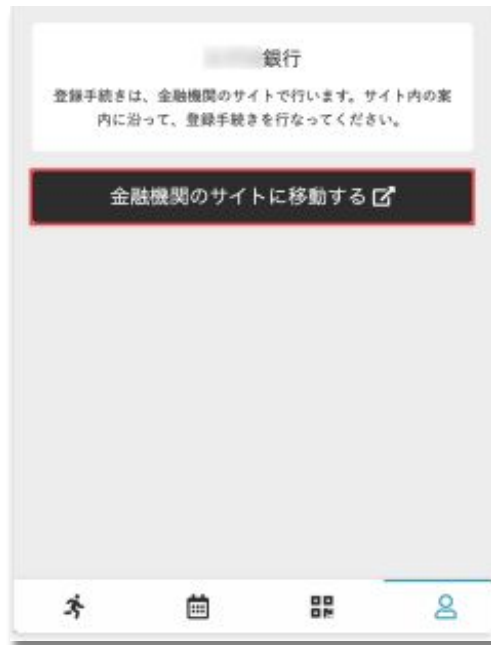 銀行
登録手続きは、金融機関のサイトで行います。サイト内の案
内に沿って、登録手続きを行なってください。
金融機関のサイトに移動する